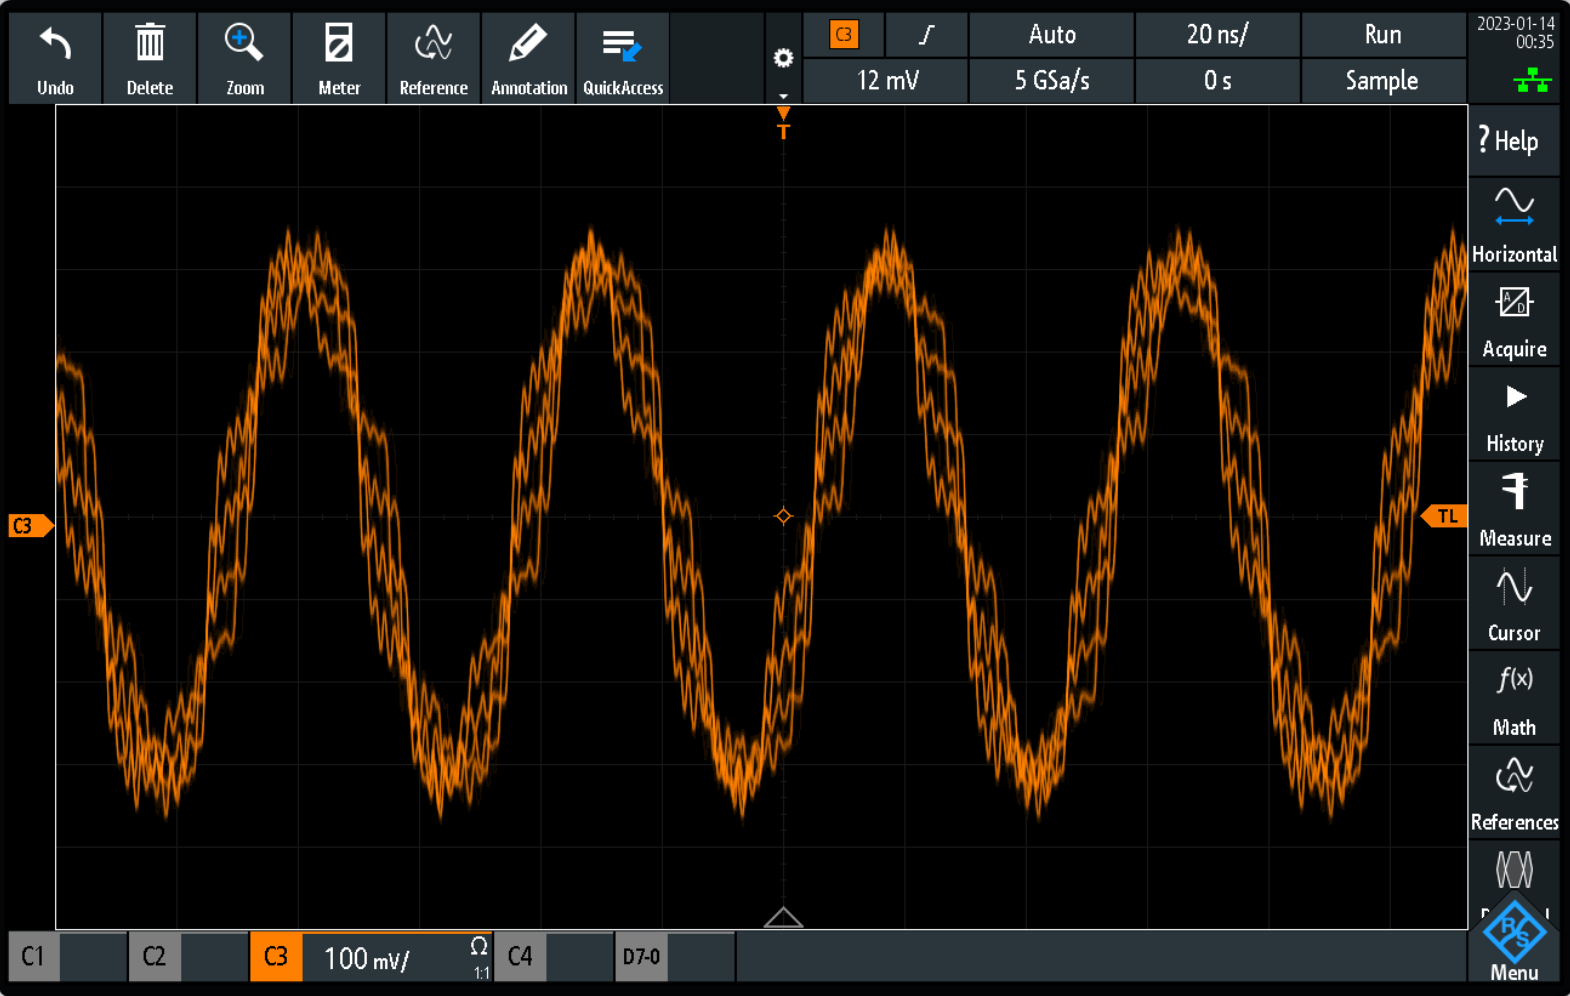 Undo
Delete
Zoom
Meter
Reference
Annotation
QuickAccess
C3
Auto
20 ns/
Run
12 mV
5 GSa/s
0 s
Sample
2023-01-14
00:35
T
? Help
Horizontal
A
D
Acquire
History
Measure
Cursor
f(x)
Math
References
C3
TL
C1
C2
C3
100 mV/
Ω
1:1
C4
D7-0
R/S
Menu